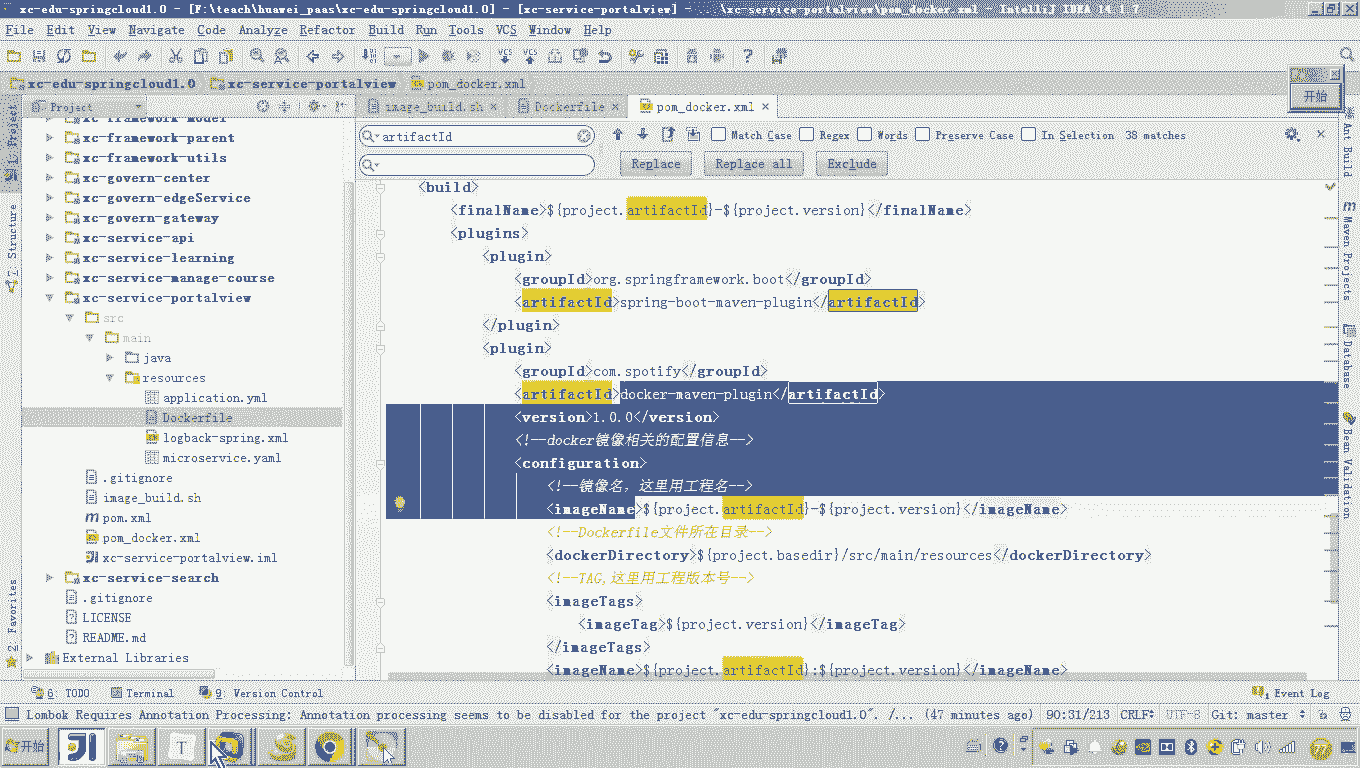 xc-edu-springcloud1.0 - [F:\teach\huawei_paas\xc-edu-springcloud1.0] - [xc-service-portalview] - ...\xc-service-portalview\pom_docker.xml - IntelliJ IDEA 14.1.7
File Edit View Navigate Code Analyze Refactor Build Run Tools VCS Window Help
xc-edu-springcloud1.0 xc-service-portalview pom_docker.xml
开始
Project
image_build.sh Dockerfile pom_docker.xml
artifactId
Match Case Regex Words Preserve Case In Selection 38 matches
Replace Replace all Exclude
xc-framework-model
xc-framework-parent
xc-framework-utils
xc-govern-center
xc-govern-edgeService
xc-govern-gateway
xc-service-api
xc-service-learning
xc-service-manage-course
xc-service-portalview
src
main
java
resources
application.yml
Dockerfile
logback-spring.xml
microservice.yaml
.gitignore
image_build.sh
pom.xml
pom_docker.xml
xc-service-portalview.iml
xc-service-search
.gitignore
LICENSE
README.md
External Libraries
<build>
<finalName>${project.artifactId}-${project.version}</finalName>
<plugins>
<plugin>
<groupId>org.springframework.boot</groupId>
<artifactId>spring-boot-maven-plugin</artifactId>
</plugin>
<plugin>
<groupId>com.spotify</groupId>
<artifactId>docker-maven-plugin</artifactId>
<version>1.0.0</version>
<!--docker镜像相关的配置信息-->
<configuration>
<!--镜像名，这里用工程名-->
<imageName>${project.artifactId}-${project.version}</imageName>
<!--Dockerfile文件所在目录-->
<dockerDirectory>${project.basedir}/src/main/resources</dockerDirectory>
<!--TAG,这里用工程版本号-->
<imageTags>
<imageTag>${project.version}</imageTag>
</imageTags>
<imageName>${project.artifactId}:${project.version}</imageName>
1: Project
7: Structure
2: Favorites
Ant Build
Maven Projects
Database
Bean Validation
6: TODO Terminal 9: Version Control
1 Event Log
Lombok Requires Annotation Processing: Annotation processing seems to be disabled for the project "xc-edu-springcloud1.0". /... (47 minutes ago)
90:31/213 CRLF UTF-8 Git: master
开始